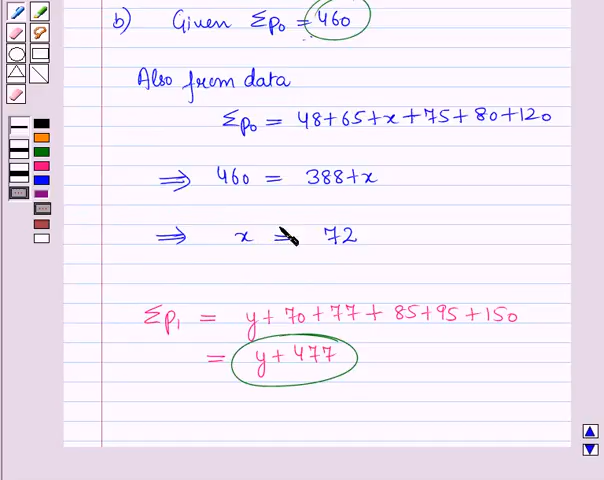 b) Given Σp₀ = 460
Also from data
Σp₀ = 48+65+x+75+80+120
⇒ 460 = 388+x
⇒ x = 72
Σp₁ = y+70+77+85+95+150
= y+477